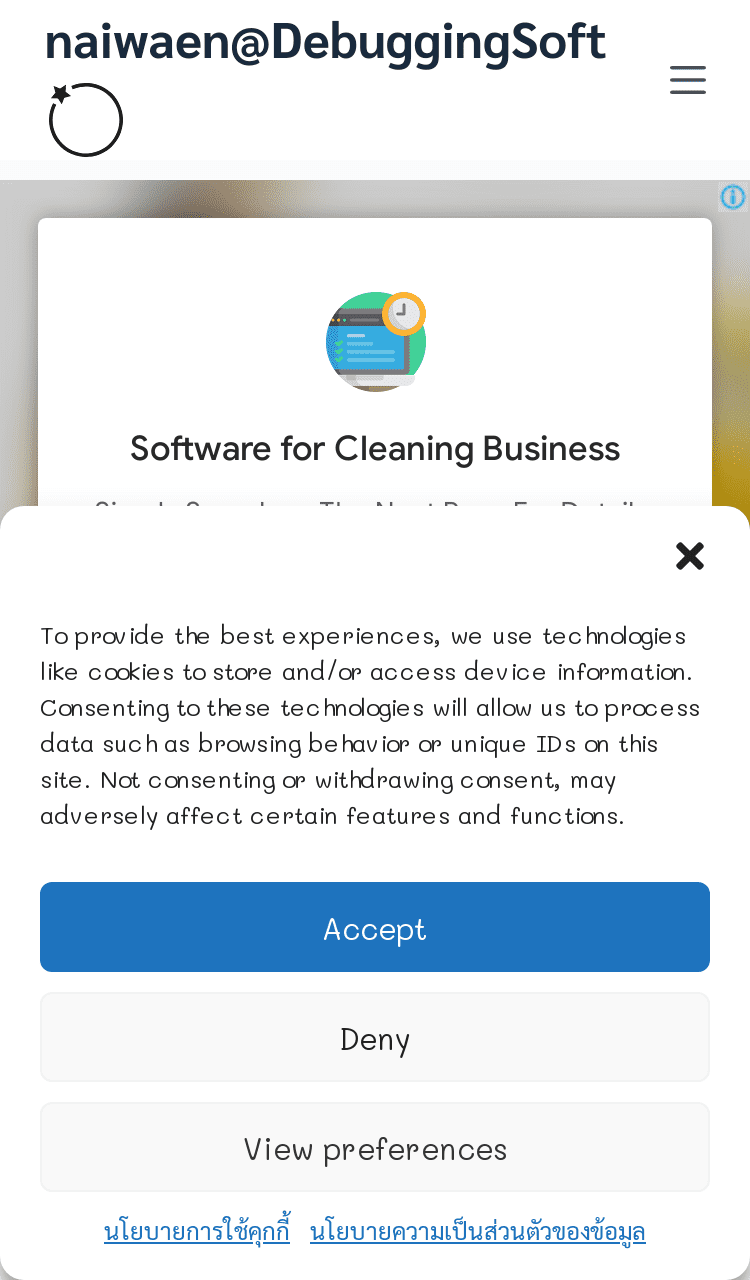 naiwaen@DebuggingSoft
Software for Cleaning Business
To provide the best experiences, we use technologies
like cookies to store and/or access device information.
Consenting to these technologies will allow us to process
data such as browsing behavior or unique IDs on this
site. Not consenting or withdrawing consent, may
adversely affect certain features and functions.
Accept
Deny
View preferences
นโยบายการใช้คุกกี้ นโยบายความเป็นส่วนตัวของข้อมูล